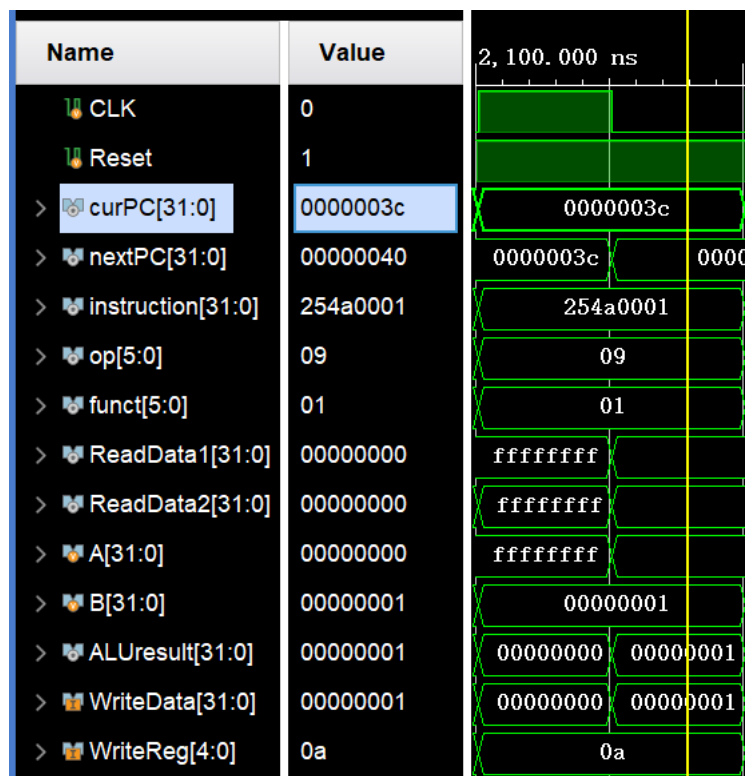 Name Value 2,100.000 ns
CLK 0
Reset 1
curPC[31:0] 0000003c 0000003c
nextPC[31:0] 00000040 0000003c 0000
instruction[31:0] 254a0001 254a0001
op[5:0] 09 09
funct[5:0] 01 01
ReadData1[31:0] 00000000 ffffffff
ReadData2[31:0] 00000000 ffffffff
A[31:0] 00000000 ffffffff
B[31:0] 00000001 00000001
ALUresult[31:0] 00000001 00000000 00000001
WriteData[31:0] 00000001 00000000 00000001
WriteReg[4:0] 0a 0a